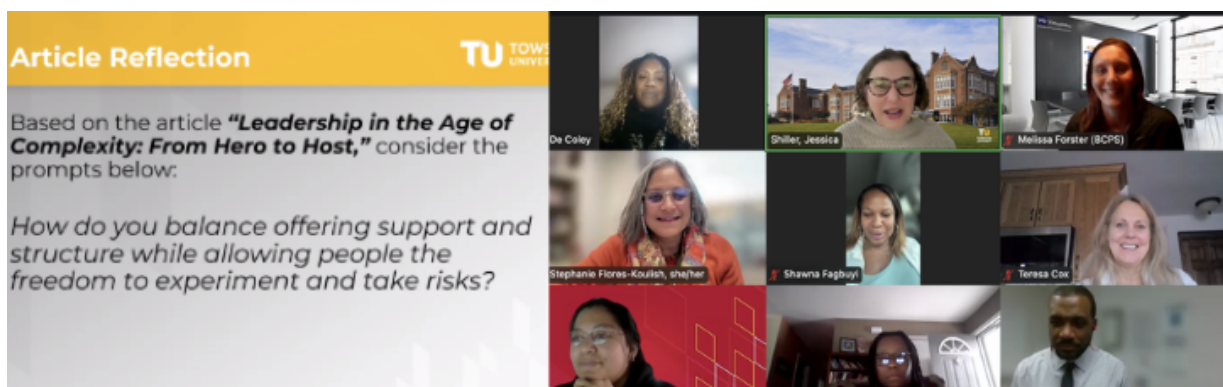 Article Reflection
TU TOWS
UNIVER
Based on the article “Leadership in the Age of
Complexity: From Hero to Host,” consider the
prompts below:
How do you balance offering support and
structure while allowing people the
freedom to experiment and take risks?
De Coley
Shiller, Jessica
TU
Melissa Forster (BCPS)
Stephanie Flores-Koulish, she/her
Shawna Fagbuyi
Teresa Cox